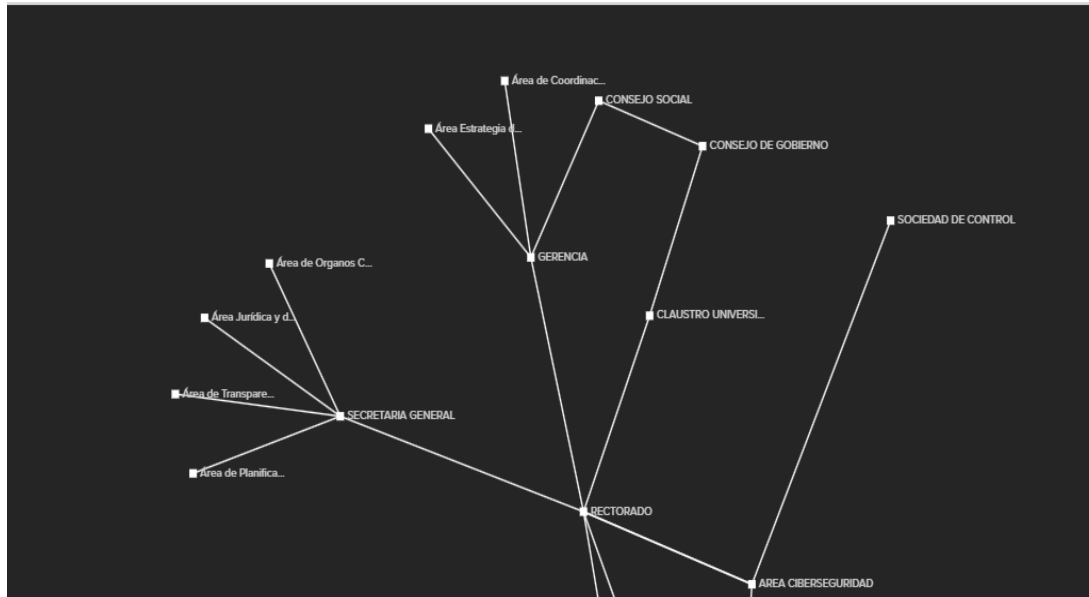 Área de Coordinac...
CONSEJO SOCIAL
Área Estrategia d...
CONSEJO DE GOBIERNO
SOCIEDAD DE CONTROL
GERENCIA
Área de Organos C...
Área Jurídica y d...
CLAUSTRO UNIVERSI...
Área de Transpare...
SECRETARIA GENERAL
Área de Planifica...
RECTORADO
AREA CIBERSEGURIDAD